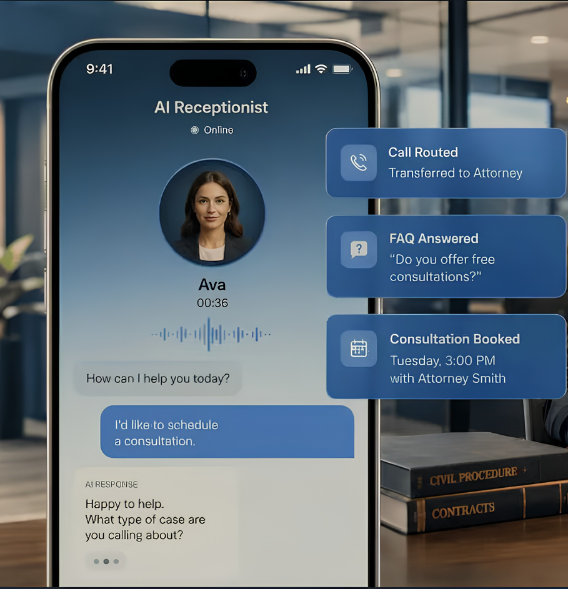 9:41
AI Receptionist
Online
Ava
00:36
How can I help you today?
I'd like to schedule
a consultation.
AI RESPONSE
Happy to help.
What type of case are
you calling about?
Call Routed
Transferred to Attorney
FAQ Answered
"Do you offer free
consultations?"
Consultation Booked
Tuesday, 3:00 PM
with Attorney Smith
CIVIL PROCEDURE
CONTRACTS